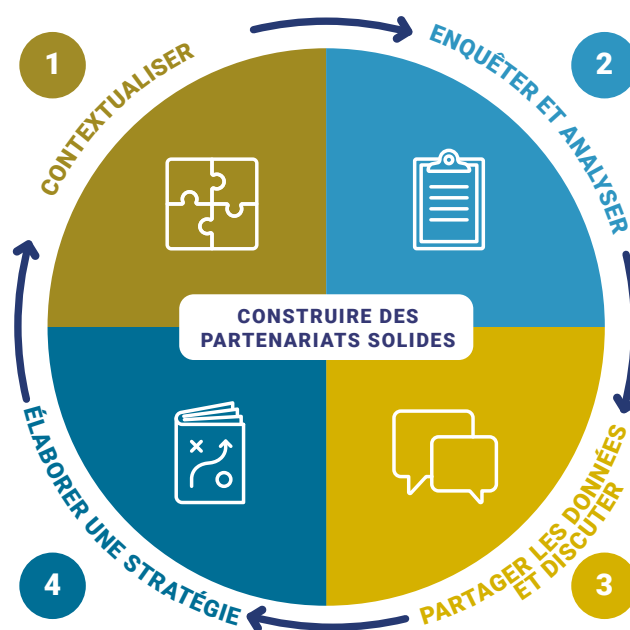 1
CONTEXTUALISER
2
ENQUÊTER ET ANALYSER
CONSTRUIRE DES
PARTENARIATS SOLIDES
3
PARTAGER LES DONNÉES
ET DISCUTER
4
ÉLABORER UNE STRATÉGIE